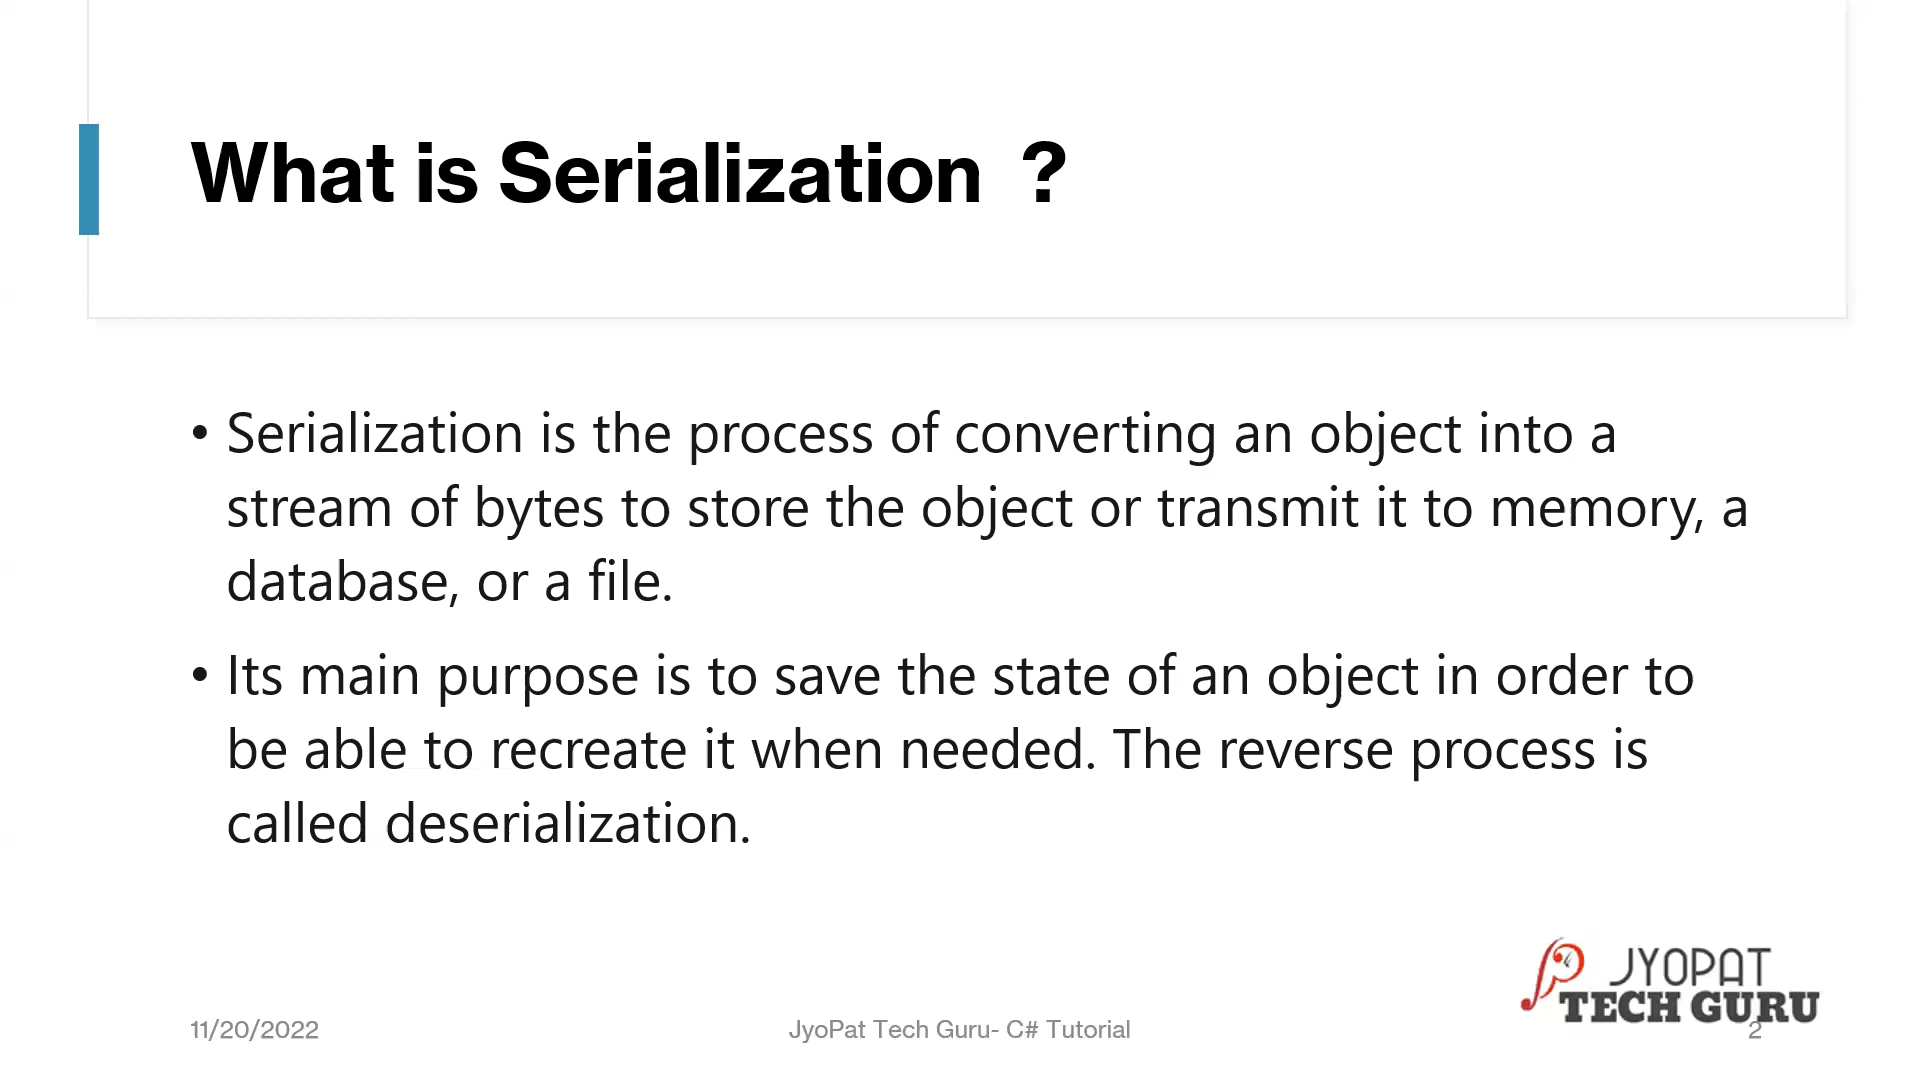 What is Serialization ?
• Serialization is the process of converting an object into a
stream of bytes to store the object or transmit it to memory, a
database, or a file.
• Its main purpose is to save the state of an object in order to
be able to recreate it when needed. The reverse process is
called deserialization.
JYOPAT
TECH GURU
11/20/2022
JyoPat Tech Guru- C# Tutorial
2